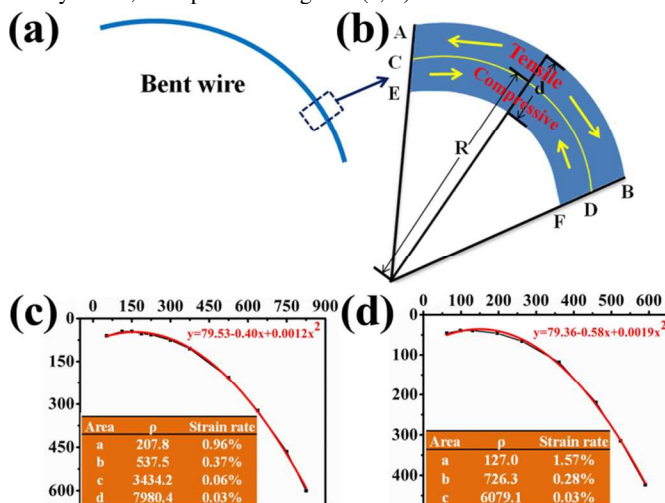 (a)
Bent wire
(b)
A
C
E
Tensile
Compressive
d
R
F
D
B
(c)
0 150 300 450 600 750 900
0
150
300
450
600
y=79.53-0.40x+0.0012x²
Area ρ Strain rate
a 207.8 0.96%
b 537.5 0.37%
c 3434.2 0.06%
d 7980.4 0.03%
(d)
0 100 200 300 400 500 600
0
100
200
300
400
y=79.36-0.58x+0.0019x²
Area ρ Strain rate
a 127.0 1.57%
b 726.3 0.28%
c 6079.1 0.03%